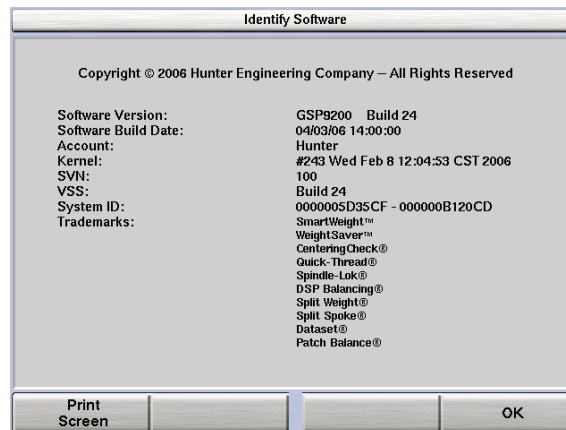 Identify Software
Copyright © 2006 Hunter Engineering Company – All Rights Reserved
Software Version: GSP9200 Build 24
Software Build Date: 04/03/06 14:00:00
Account: Hunter
Kernel: #243 Wed Feb 8 12:04:53 CST 2006
SVN: 100
VSS: Build 24
System ID: 0000005D35CF - 000000B120CD
Trademarks: SmartWeight™
WeightSaver™
CenteringCheck®
Quick-Thread®
Spindle-Lok®
DSP Balancing®
Split Weight®
Split Spoke®
Dataset®
Patch Balance®
Print
Screen
OK